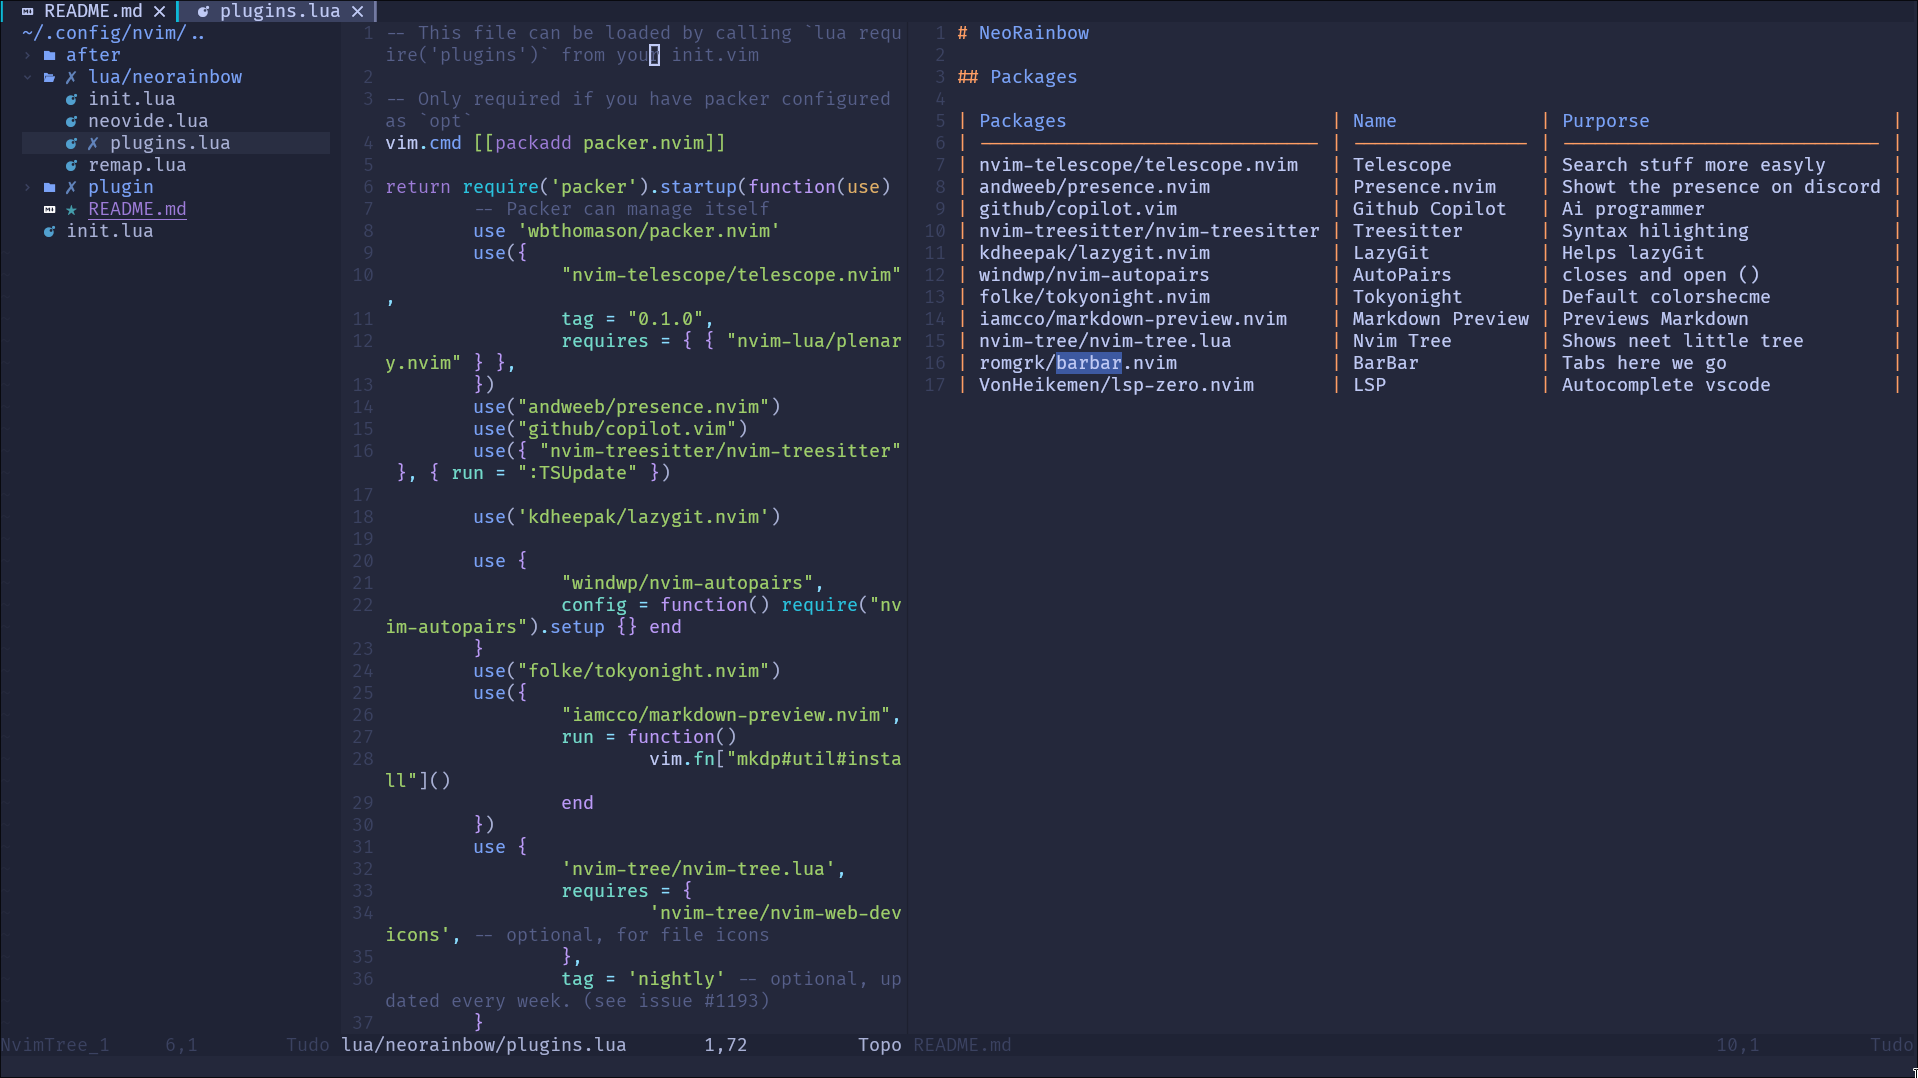 README.md ✕ plugins.lua ✕
~/.config/nvim/..
after
✗ lua/neorainbow
init.lua
neovide.lua
✗ plugins.lua
remap.lua
✗ plugin
★ README.md
init.lua
1 -- This file can be loaded by calling `lua requ
ire('plugins')` from your init.vim
2
3 -- Only required if you have packer configured
as `opt`
4 vim.cmd [[packadd packer.nvim]]
5
6 return require('packer').startup(function(use)
7 -- Packer can manage itself
8 use 'wbthomason/packer.nvim'
9 use({
10 "nvim-telescope/telescope.nvim"
,
11 tag = "0.1.0",
12 requires = { { "nvim-lua/plenar
y.nvim" } },
13 })
14 use("andweeb/presence.nvim")
15 use("github/copilot.vim")
16 use({ "nvim-treesitter/nvim-treesitter"
}, { run = ":TSUpdate" })
17
18 use('kdheepak/lazygit.nvim')
19
20 use {
21 "windwp/nvim-autopairs",
22 config = function() require("nv
im-autopairs").setup {} end
23 }
24 use("folke/tokyonight.nvim")
25 use({
26 "iamcco/markdown-preview.nvim",
27 run = function()
28 vim.fn["mkdp#util#insta
ll"]()
29 end
30 })
31 use {
32 'nvim-tree/nvim-tree.lua',
33 requires = {
34 'nvim-tree/nvim-web-dev
icons', -- optional, for file icons
35 },
36 tag = 'nightly' -- optional, up
dated every week. (see issue #1193)
37 }
1 # NeoRainbow
2
3 ## Packages
4
5 | Packages | Name | Purporse |
6 | ------------------------------- | ---------------- | ----------------------------- |
7 | nvim-telescope/telescope.nvim | Telescope | Search stuff more easyly |
8 | andweeb/presence.nvim | Presence.nvim | Showt the presence on discord |
9 | github/copilot.vim | Github Copilot | Ai programmer |
10 | nvim-treesitter/nvim-treesitter | Treesitter | Syntax hilighting |
11 | kdheepak/lazygit.nvim | LazyGit | Helps lazyGit |
12 | windwp/nvim-autopairs | AutoPairs | closes and open () |
13 | folke/tokyonight.nvim | Tokyonight | Default colorshecme |
14 | iamcco/markdown-preview.nvim | Markdown Preview | Previews Markdown |
15 | nvim-tree/nvim-tree.lua | Nvim Tree | Shows neet little tree |
16 | romgrk/barbar.nvim | BarBar | Tabs here we go |
17 | VonHeikemen/lsp-zero.nvim | LSP | Autocomplete vscode |
NvimTree_1 6,1 Tudo lua/neorainbow/plugins.lua 1,72 Topo README.md 10,1 Tudo